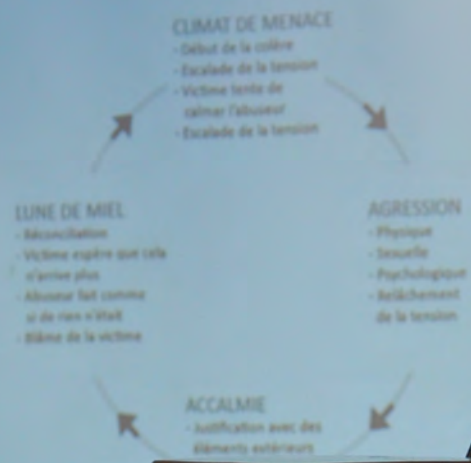 CLIMAT DE MENACE
- Début de la colère
- Escalade de la tension
- Victime tente de
calmer l'abuseur
- Escalade de la tension
AGRESSION
- Physique
- Sexuelle
- Psychologique
- Relâchement
de la tension
ACCALMIE
- Justification avec des
éléments extérieurs
LUNE DE MIEL
- Réconciliation
- Victime espère que cela
n'arrive plus
- Abuseur fait comme
si de rien n'était
- Blâme de la victime